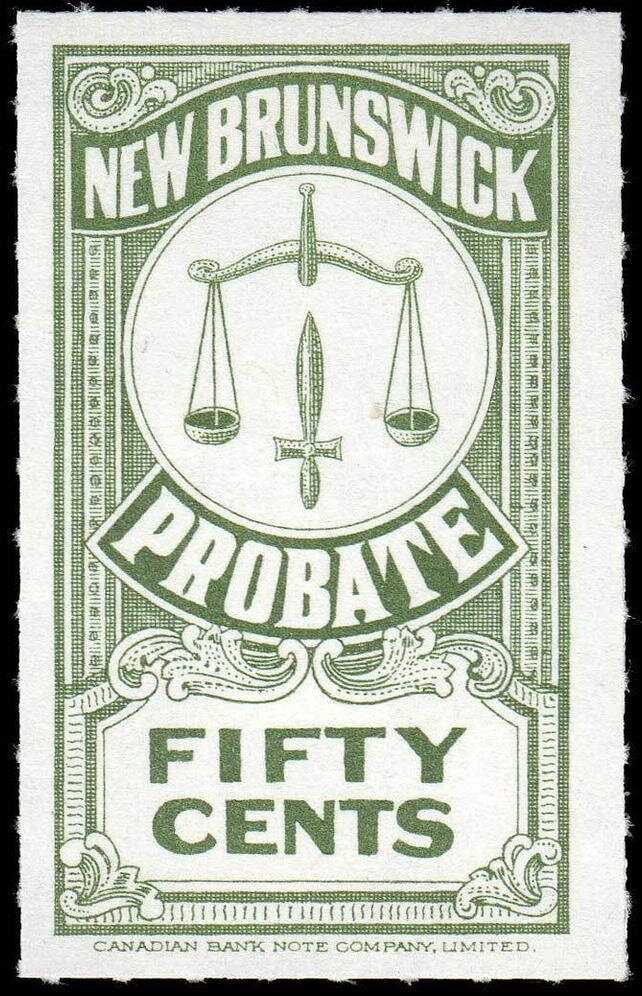 NEW BRUNSWICK
PROBATE
FIFTY
CENTS
CANADIAN BANK NOTE COMPANY, LIMITED.